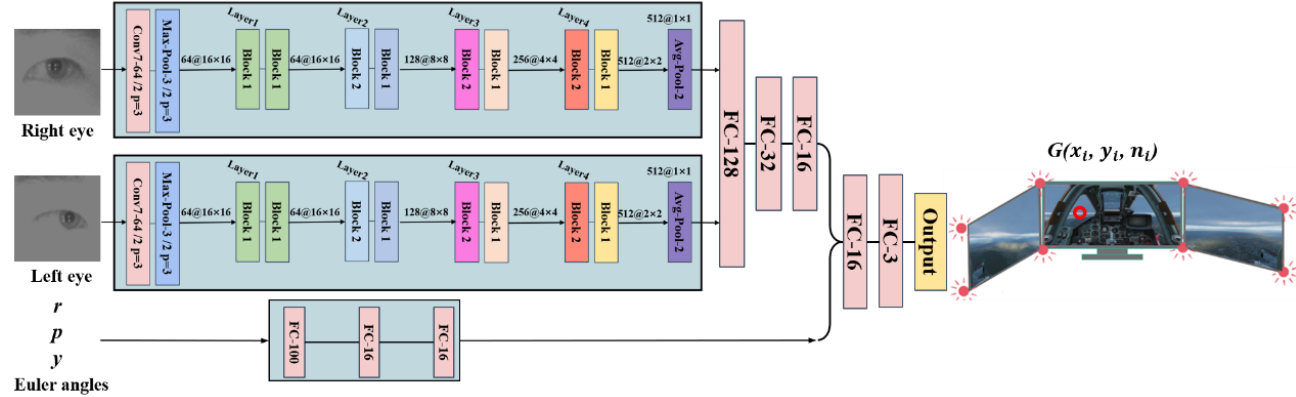 Right eye
Conv7-64 /2 p=3
Max-Pool-3 /2 p=3
64@16×16
Layer1
Block 1
Block 1
64@16×16
Layer2
Block 2
Block 1
128@8×8
Layer3
Block 2
Block 1
256@4×4
Layer4
Block 2
Block 1
512@2×2
512@1×1
Avg-Pool-2
Left eye
Conv7-64 /2 p=3
Max-Pool-3 /2 p=3
64@16×16
Layer1
Block 1
Block 1
64@16×16
Layer2
Block 2
Block 1
128@8×8
Layer3
Block 2
Block 1
256@4×4
Layer4
Block 2
Block 1
512@2×2
512@1×1
Avg-Pool-2
r
p
y
Euler angles
FC-100
FC-16
FC-16
FC-128
FC-32
FC-16
FC-16
FC-3
Output
G(xᵢ, yᵢ, nᵢ)